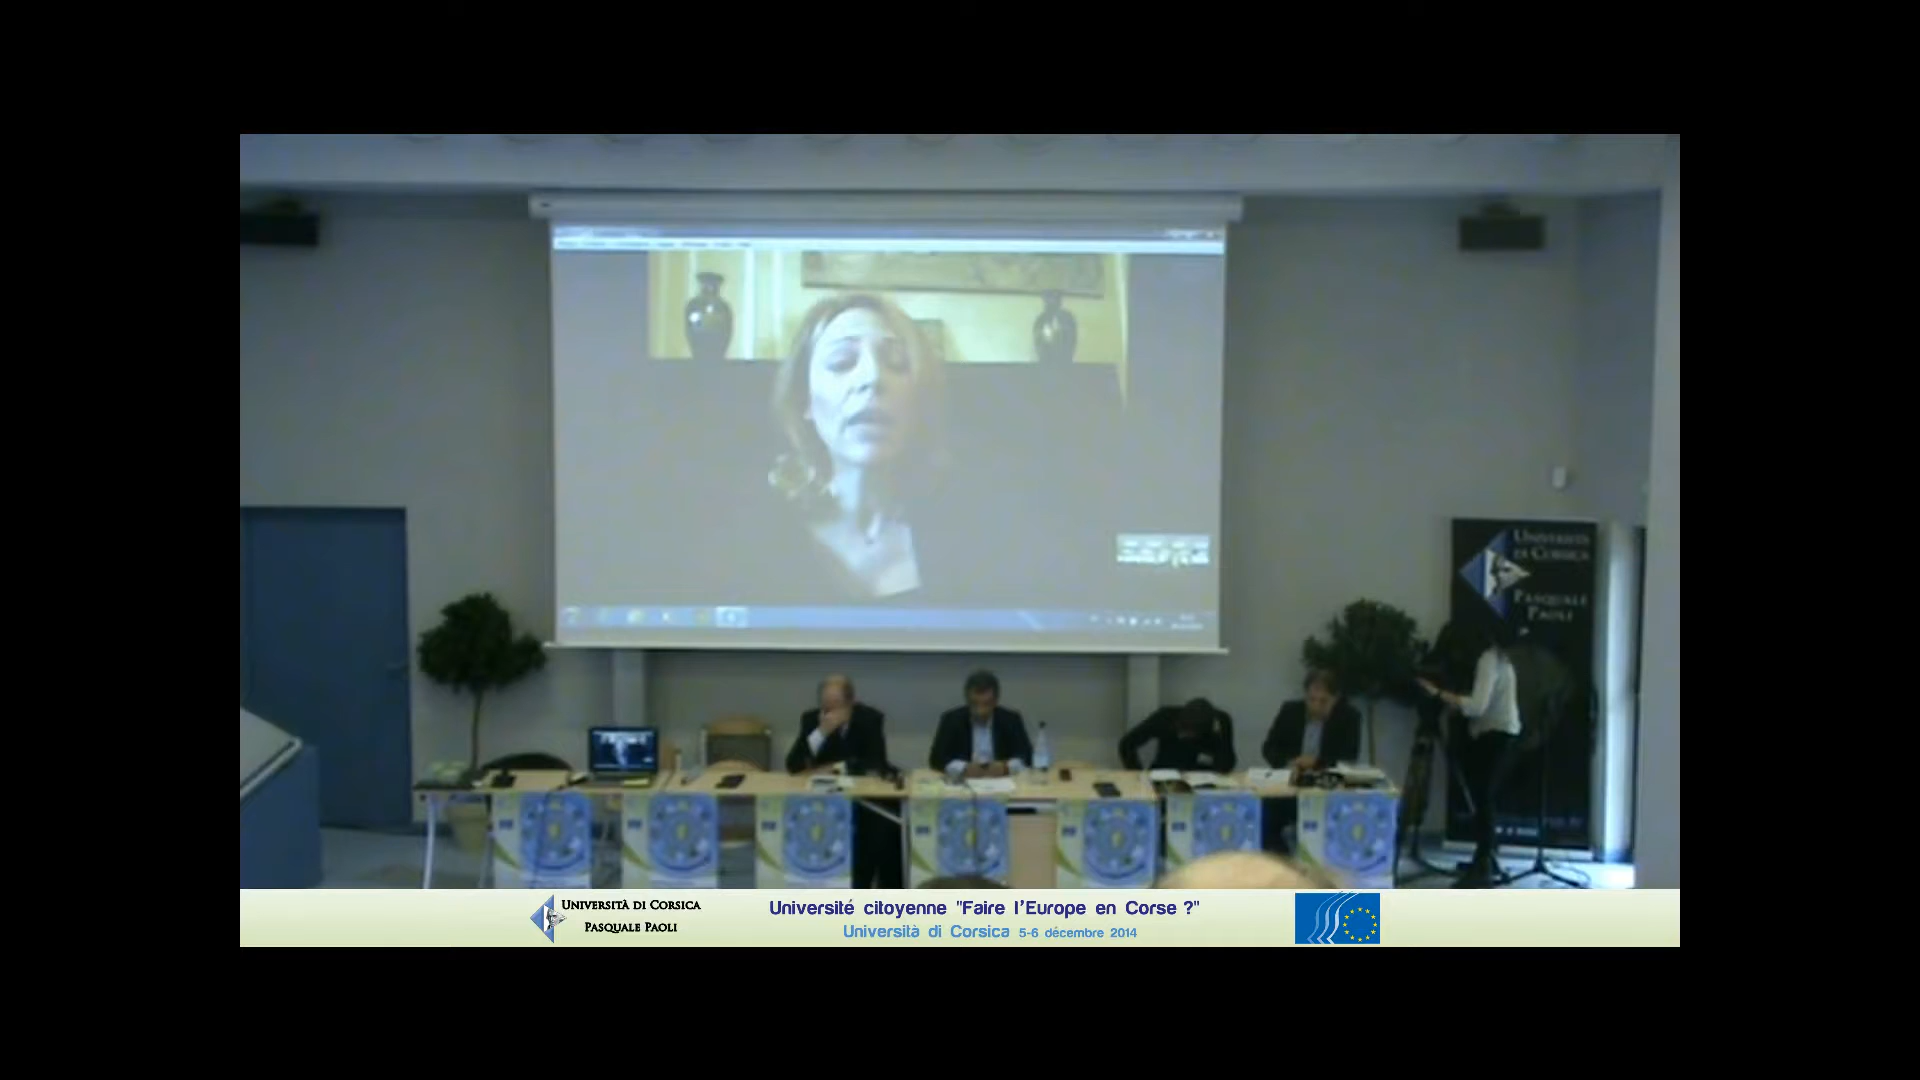 UNIVERSITÀ
DI CORSICA
PASQUALE
PAOLI
UNIVERSITÀ DI CORSICA
PASQUALE PAOLI
Université citoyenne "Faire l'Europe en Corse ?"
Università di Corsica 5-6 décembre 2014